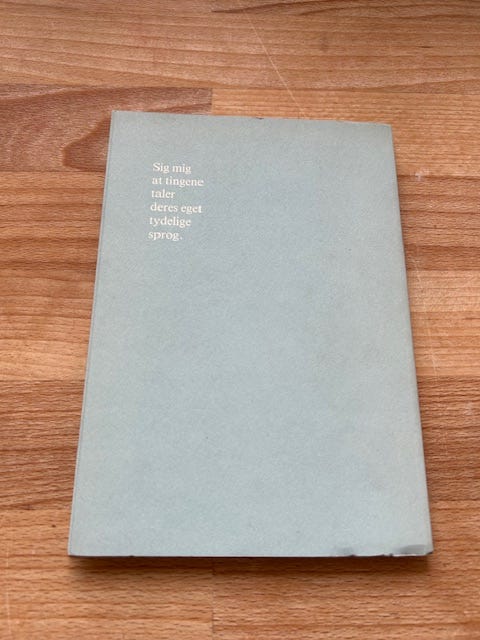 Sig mig
at tingene
taler
deres eget
tydelige
sprog.